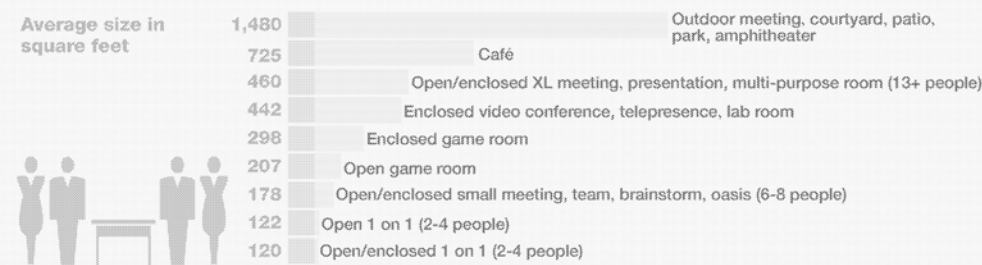 Average size in
square feet
1,480 Outdoor meeting, courtyard, patio,
park, amphitheater
725 Café
460 Open/enclosed XL meeting, presentation, multi-purpose room (13+ people)
442 Enclosed video conference, telepresence, lab room
298 Enclosed game room
207 Open game room
178 Open/enclosed small meeting, team, brainstorm, oasis (6-8 people)
122 Open 1 on 1 (2-4 people)
120 Open/enclosed 1 on 1 (2-4 people)